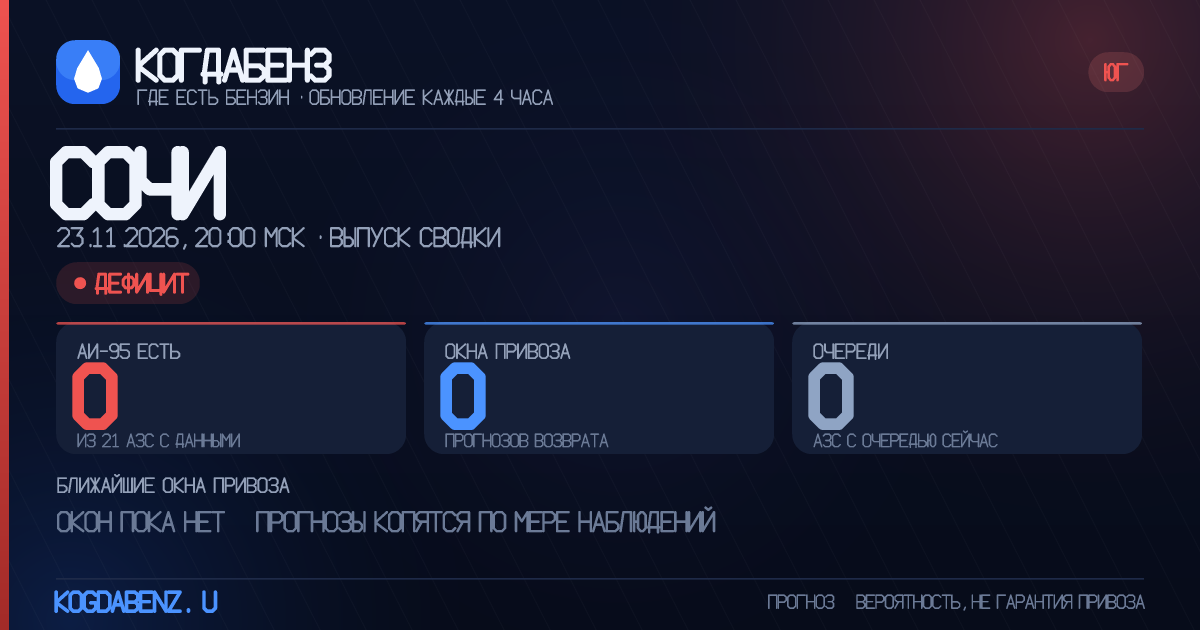 КОГДАБЕНЗ
ГДЕ ЕСТЬ БЕНЗИН · ОБНОВЛЕНИЕ КАЖДЫЕ 4 ЧАСА
ЮГ
СОЧИ
23.11 2026, 20:00 МСК · ВЫПУСК СВОДКИ
ДЕФИЦИТ
АИ-95 ЕСТЬ
0
ИЗ 21 АЗС С ДАННЫМИ
ОКНА ПРИВОЗА
0
ПРОГНОЗОВ ВОЗВРАТА
ОЧЕРЕДИ
0
АЗС С ОЧЕРЕДЬЮ СЕЙЧАС
БЛИЖАЙШИЕ ОКНА ПРИВОЗА
ОКОН ПОКА НЕТ ПРОГНОЗЫ КОПЯТСЯ ПО МЕРЕ НАБЛЮДЕНИЙ
KOGDABENZ. U
ПРОГНОЗ ВЕРОЯТНОСТЬ, НЕ ГАРАНТИЯ ПРИВОЗА